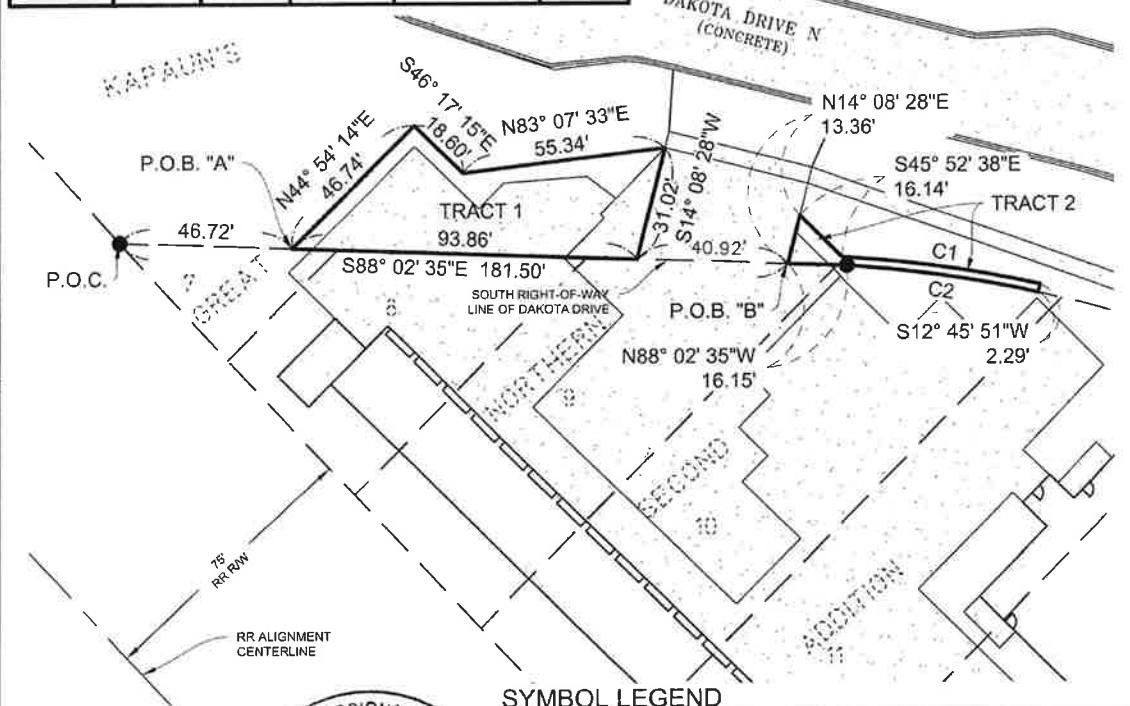 DAKOTA DRIVE N
(CONCRETE)
KAPAUN'S
S46° 17' 15"E
18.60'
N83° 07' 33"E
55.34'
N14° 08' 28"E
13.36'
N44° 54' 14"E
46.74'
P.O.B. "A"
S14° 08' 28"W
31.02'
S45° 52' 38"E
16.14'
TRACT 2
TRACT 1
46.72'
93.86'
40.92'
C1
P.O.C.
S88° 02' 35"E 181.50'
C2
7
GREAT
8
SOUTH RIGHT-OF-WAY
LINE OF DAKOTA DRIVE
P.O.B. "B"
S12° 45' 51"W
2.29'
N88° 02' 35"W
16.15'
NORTHERN
9
SECOND
10
75'
RR R/W
ADDITION
11
RR ALIGNMENT
CENTERLINE
SYMBOL LEGEND